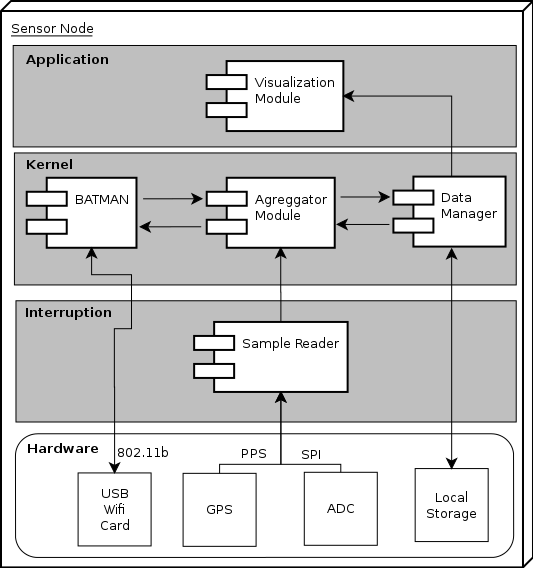 Sensor Node
Application
Visualization
Module
Kernel
BATMAN
Agreggator
Module
Data
Manager
Interruption
Sample Reader
Hardware
802.11b
PPS
SPI
USB
Wifi
Card
GPS
ADC
Local
Storage